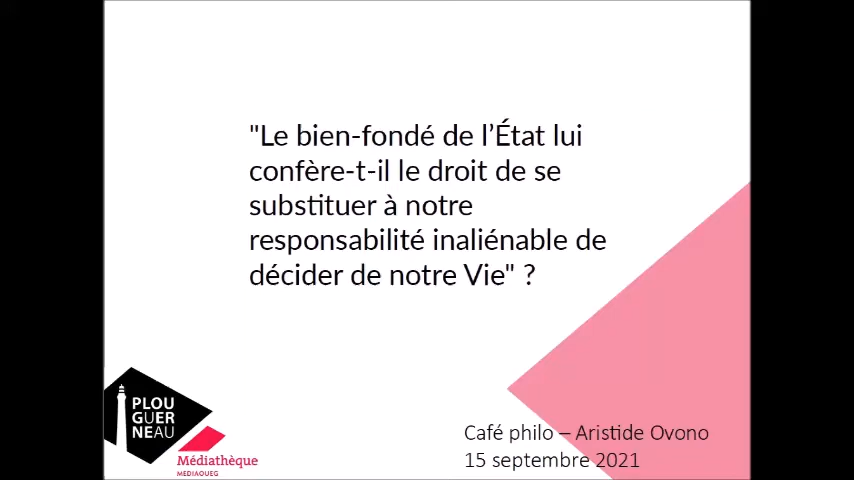 "Le bien-fondé de l’État lui
confère-t-il le droit de se
substituer à notre
responsabilité inaliénable de
décider de notre Vie" ?
PLOU
GUER
NEAU
Médiathèque
MEDIAOUEG
Café philo – Aristide Ovono
15 septembre 2021